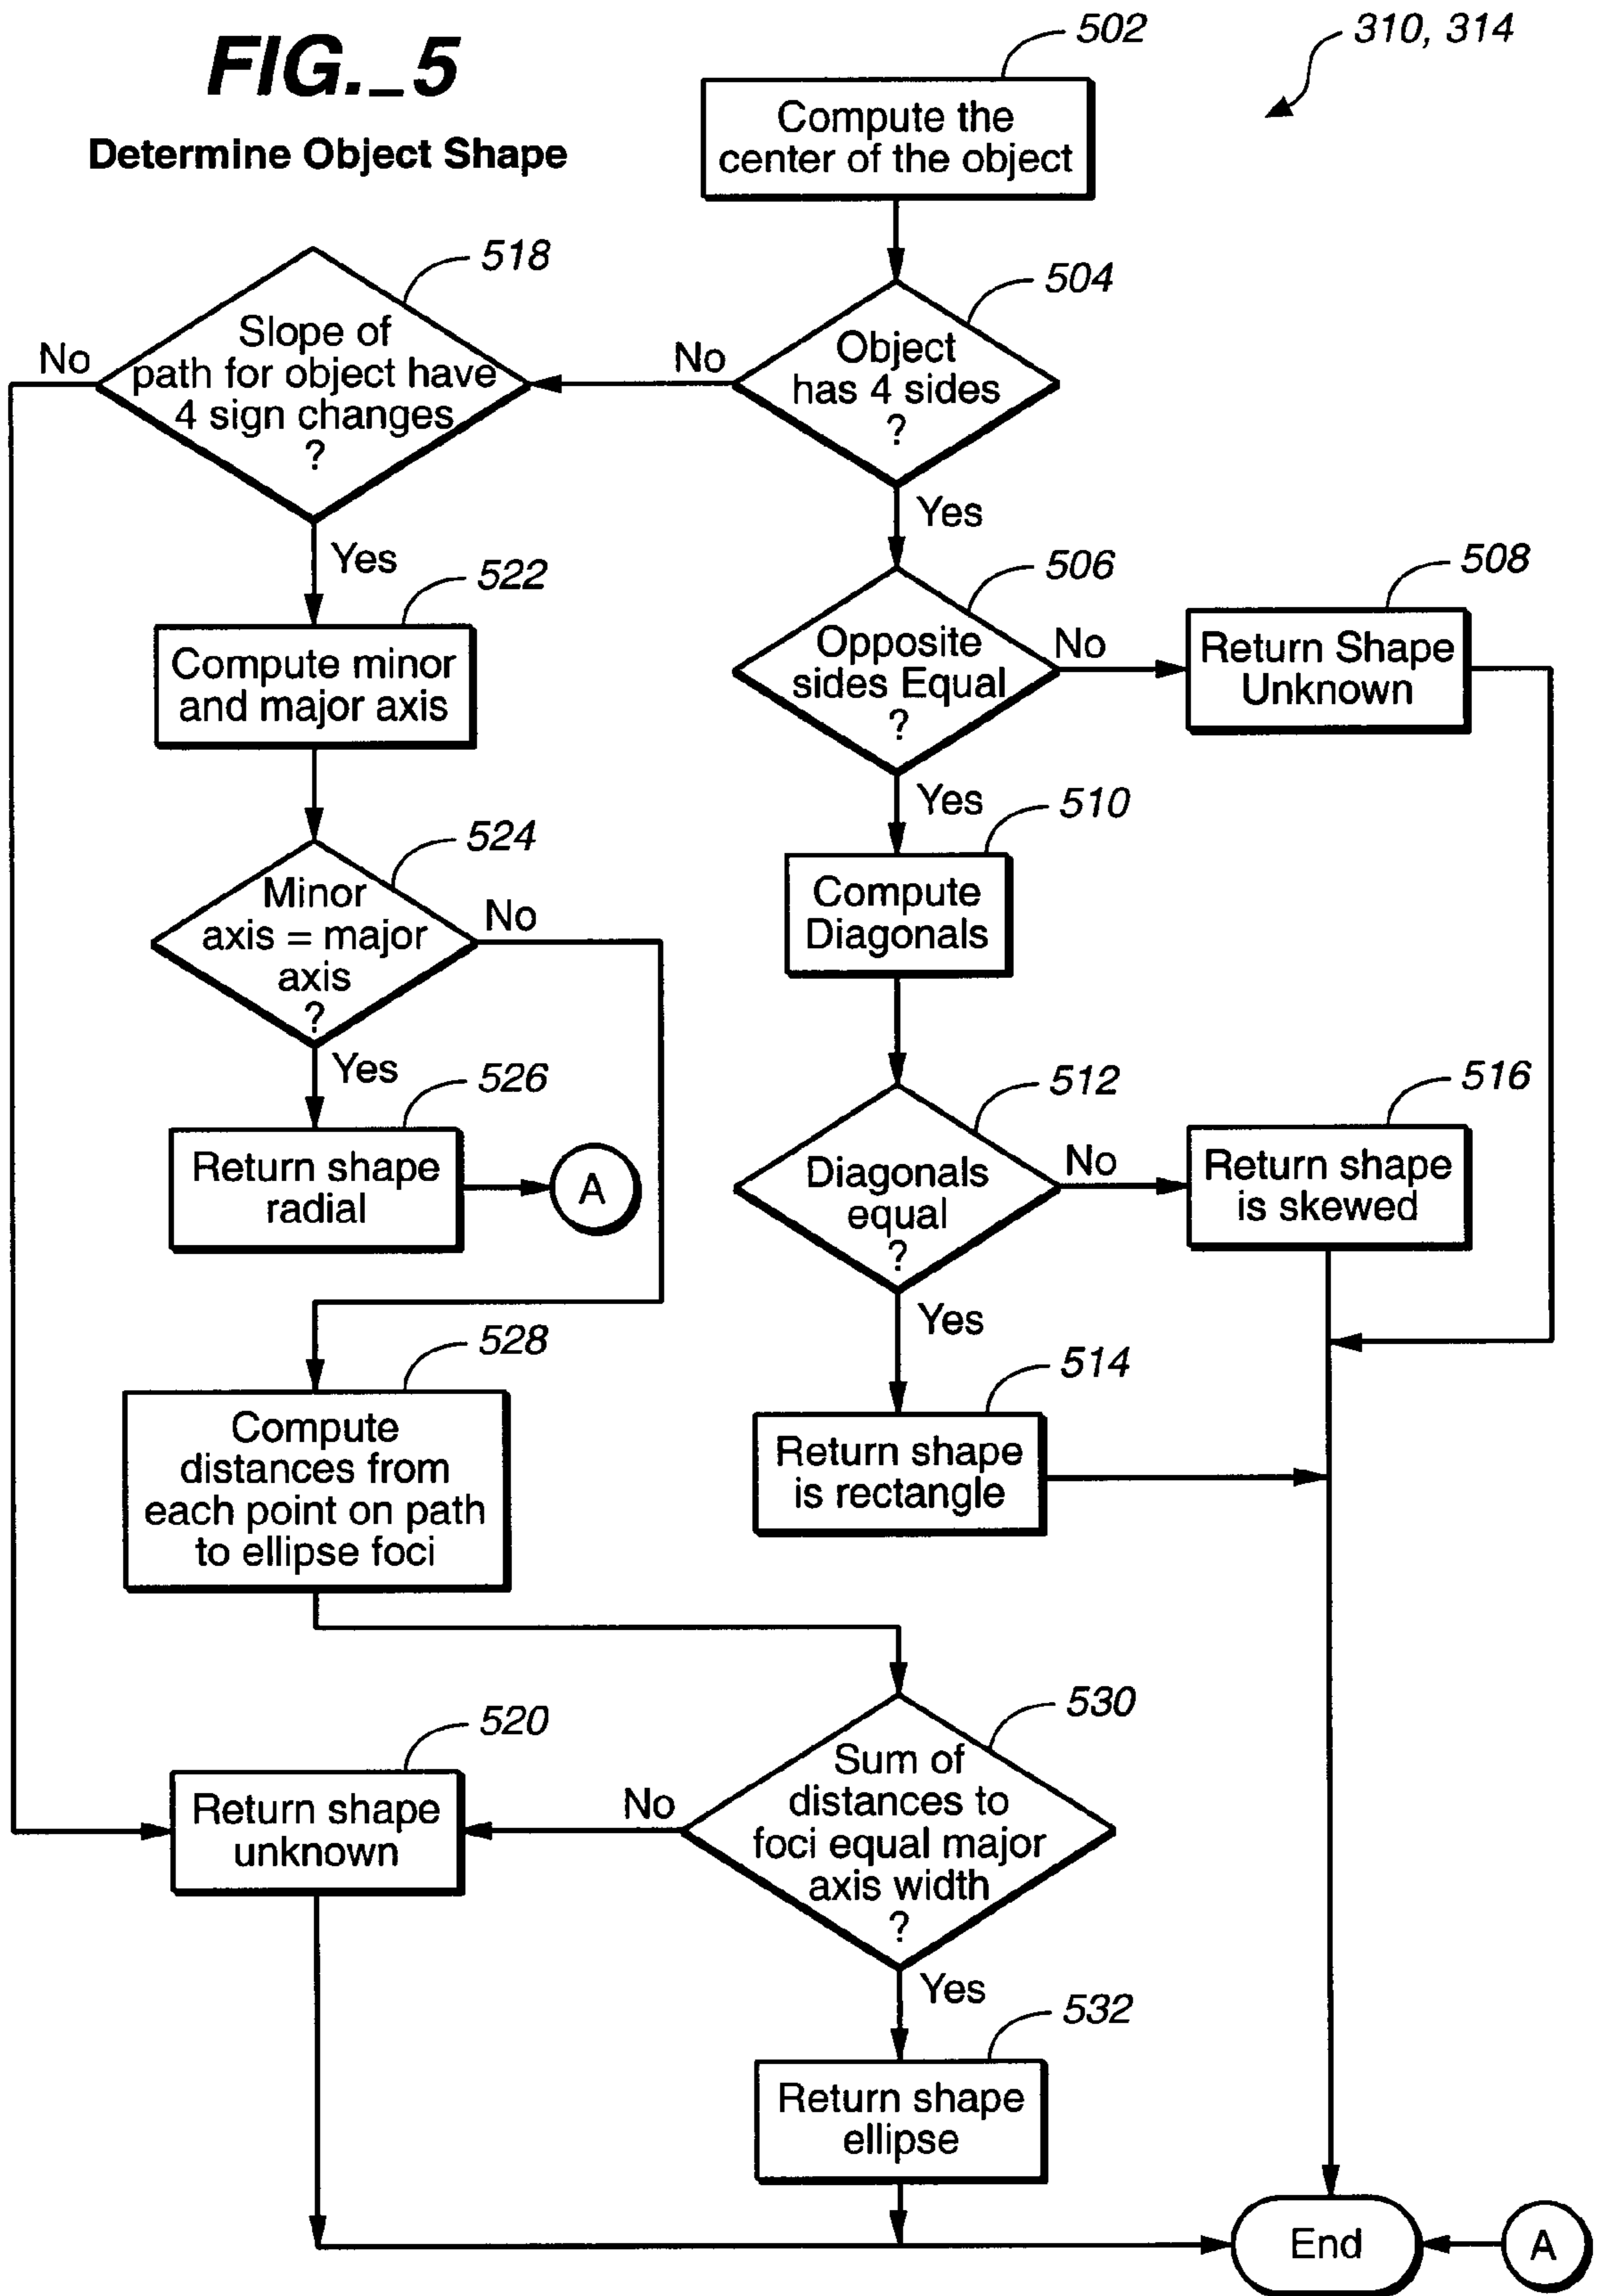 FIG._5
Determine Object Shape
502
310, 314
Compute the
center of the object
504
Object
has 4 sides
?
No
Yes
518
Slope of
path for object have
4 sign changes
?
No
Yes
506
Opposite
sides Equal
?
No
Yes
508
Return Shape
Unknown
522
Compute minor
and major axis
510
Compute
Diagonals
524
Minor
axis = major
axis
?
No
Yes
512
Diagonals
equal
?
No
Yes
516
Return shape
is skewed
526
Return shape
radial
A
514
Return shape
is rectangle
528
Compute
distances from
each point on path
to ellipse foci
530
Sum of
distances to
foci equal major
axis width
?
No
Yes
520
Return shape
unknown
532
Return shape
ellipse
End
A